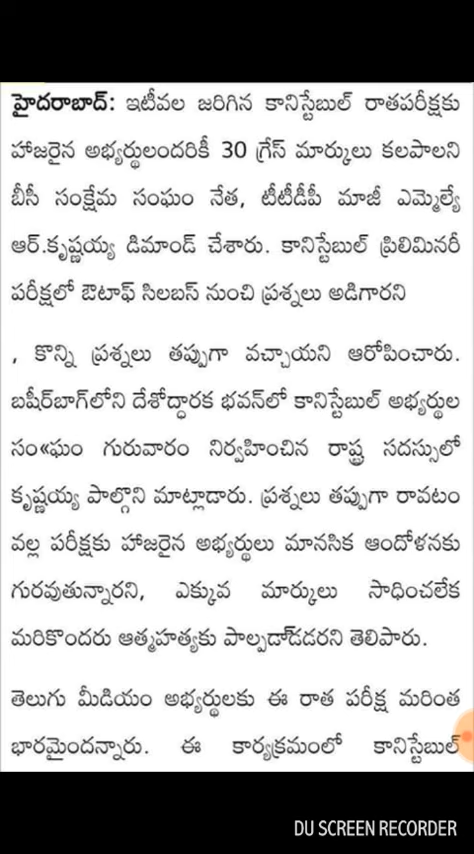 హైదరాబాద్: ఇటీవల జరిగిన కానిస్టేబుల్ రాతపరీక్షకు
హాజరైన అభ్యర్థులందరికీ 30 గ్రేస్ మార్కులు కలపాలని
బీసీ సంక్షేమ సంఘం నేత, టీటీడీపీ మాజీ ఎమ్మెల్యే
ఆర్.కృష్ణయ్య డిమాండ్ చేశారు. కానిస్టేబుల్ ప్రిలిమినరీ
పరీక్షలో ఔటాఫ్ సిలబస్ నుంచి ప్రశ్నలు అడిగారని
, కొన్ని ప్రశ్నలు తప్పుగా వచ్చాయని ఆరోపించారు.
బషీర్‌బాగ్‌లోని దేశోద్ధారక భవన్‌లో కానిస్టేబుల్ అభ్యర్థుల
సం«ఘం గురువారం నిర్వహించిన రాష్ట్ర సదస్సులో
కృష్ణయ్య పాల్గొని మాట్లాడారు. ప్రశ్నలు తప్పుగా రావటం
వల్ల పరీక్షకు హాజరైన అభ్యర్థులు మానసిక ఆందోళనకు
గురవుతున్నారని, ఎక్కువ మార్కులు సాధించలేక
మరికొందరు ఆత్మహత్యకు పాల్పడ్డాడరని తెలిపారు.
తెలుగు మీడియం అభ్యర్థులకు ఈ రాత పరీక్ష మరింత
భారమైందన్నారు. ఈ కార్యక్రమంలో కానిస్టేబుల్
DU SCREEN RECORDER